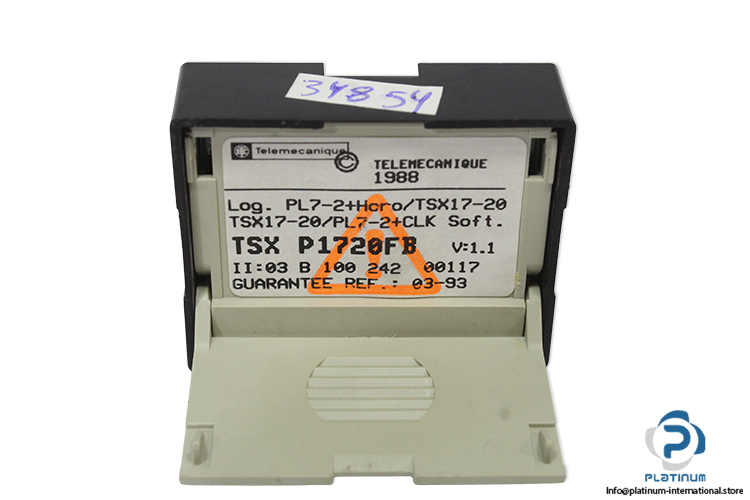 34854
Telemecanique
© TELEMECANIQUE
1988
Log. PL7-2+Horo/TSX17-20
TSX17-20/PL7-2+CLK Soft.
TSX P1720FB V:1.1
II:03 B 100 242 00117
GUARANTEE REF.: 03-93
PLATINUM
Info@platinum-international.store